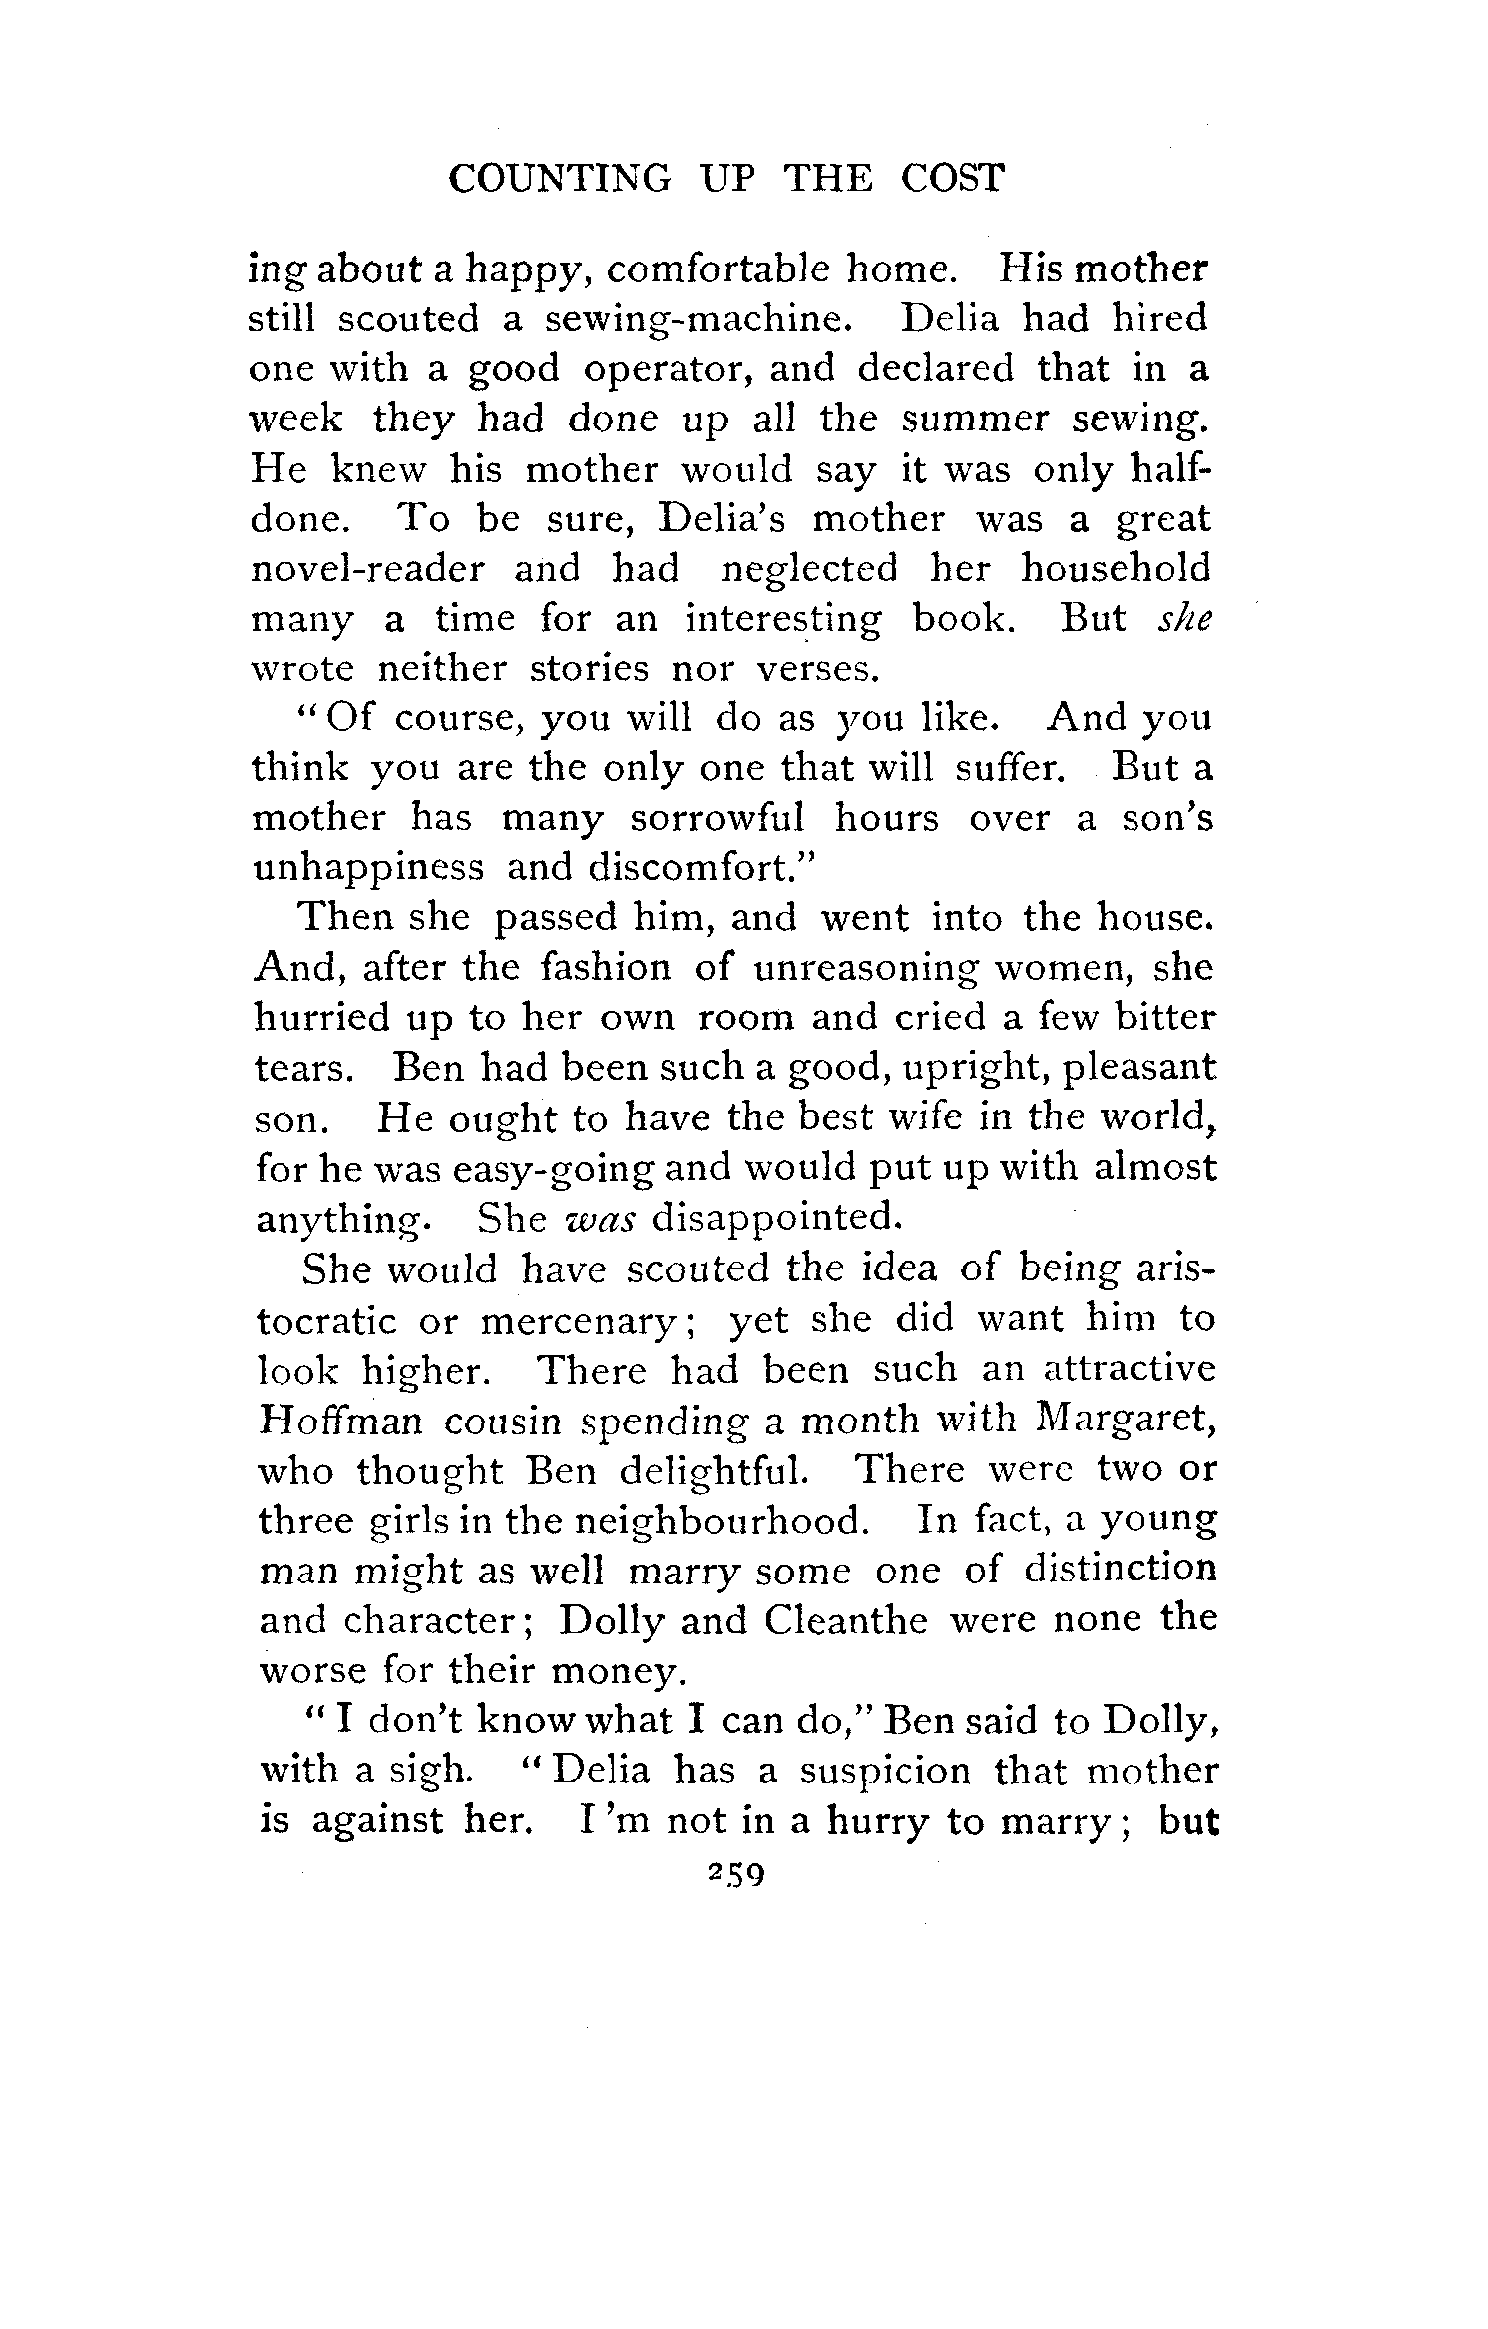 COUNTING UP THE COST
ing about a happy, comfortable home. His mother
still scouted a sewing-machine. Delia had hired
one with a good operator, and declared that in a
week they had done up all the summer sewing.
He knew his mother would say it was only half-
done. To be sure, Delia's mother was a great
novel-reader and had neglected her household
many a time for an interesting book. But she
wrote neither stories nor verses.
"Of course, you will do as you like. And you
think you are the only one that will suffer. But a
mother has many sorrowful hours over a son's
unhappiness and discomfort."
Then she passed him, and went into the house.
And, after the fashion of unreasoning women, she
hurried up to her own room and cried a few bitter
tears. Ben had been such a good, upright, pleasant
son. He ought to have the best wife in the world,
for he was easy-going and would put up with almost
anything. She was disappointed.
She would have scouted the idea of being aris-
tocratic or mercenary; yet she did want him to
look higher. There had been such an attractive
Hoffman cousin spending a month with Margaret,
who thought Ben delightful. There were two or
three girls in the neighbourhood. In fact, a young
man might as well marry some one of distinction
and character; Dolly and Cleanthe were none the
worse for their money.
"I don't know what I can do," Ben said to Dolly,
with a sigh. "Delia has a suspicion that mother
is against her. I'm not in a hurry to marry; but
259